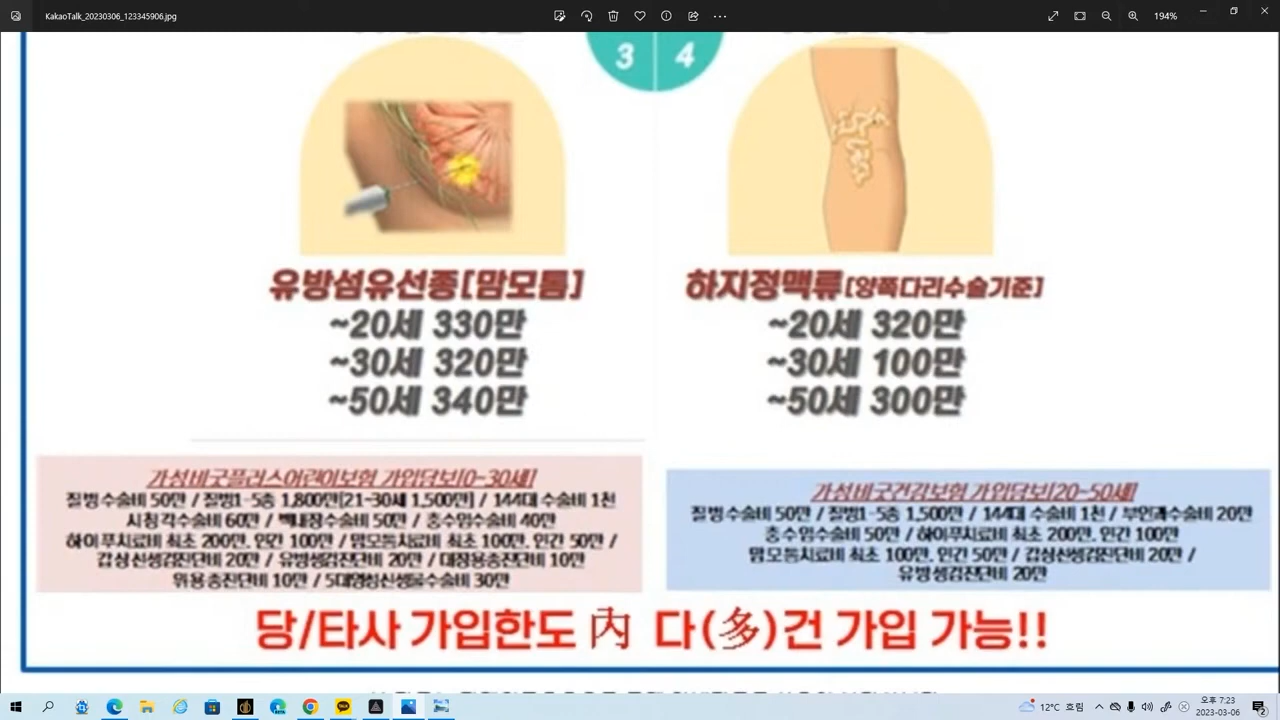 KakaoTalk_20230306_123345906.jpg
194%
3 4
유방섬유선종[맘모톰]
~20세 330만
~30세 320만
~50세 340만
하지정맥류[양쪽다리수술기준]
~20세 320만
~30세 100만
~50세 300만
가성비굿플러스어린이보험 가입담보[0~30세]
질병수술비 50만 / 질병1-5종 1,800만[21~30세 1,500만] / 144대 수술비 1천
시청각수술비 60만 / 백내장수술비 50만 / 충수염수술비 40만
하이푸치료비 최초 200만, 연간 100만 / 맘모톰치료비 최초 100만, 연간 50만 /
갑상선생검진단비 20만 / 유방생검진단비 20만 / 대장용종진단비 10만
위용종진단비 10만 / 5대양성신생물수술비 30만
가성비굿건강보험 가입담보[20~50세]
질병수술비 50만 / 질병1-5종 1,500만 / 144대 수술비 1천 / 부인과수술비 20만
충수염수술비 50만 / 하이푸치료비 최초 200만, 연간 100만
맘모톰치료비 최초 100만, 연간 50만 / 갑상선생검진단비 20만 /
유방생검진단비 20만
당/타사 가입한도 内 다(多)건 가입 가능!!
12°C 흐림
오후 7:23
2023-03-06
2